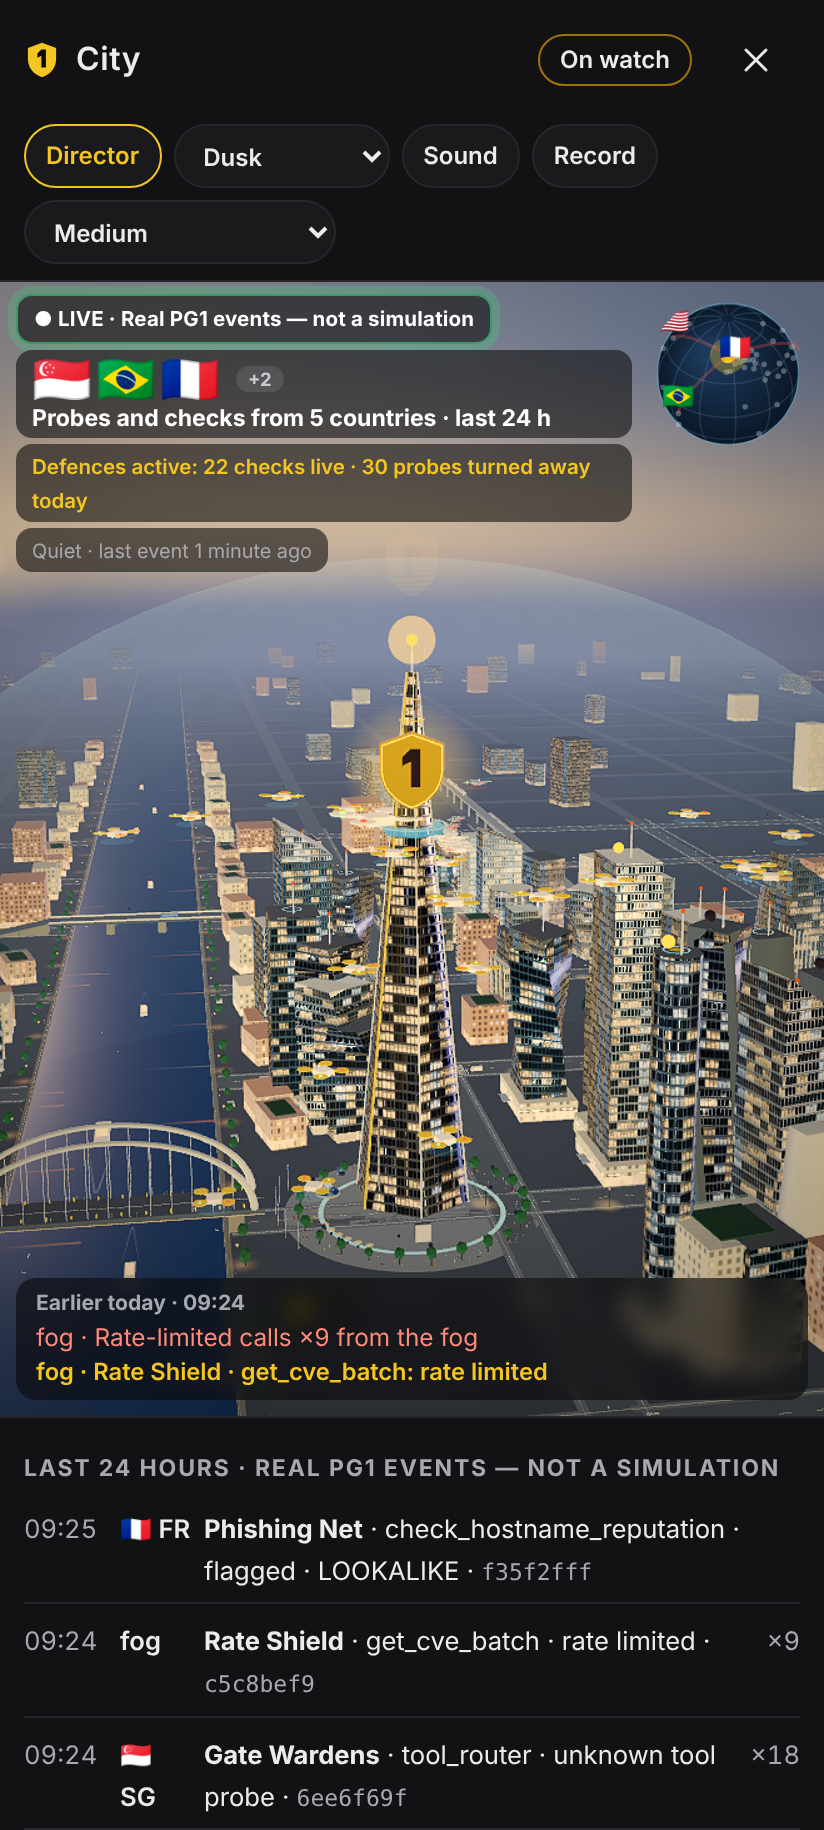 1 City On watch
Director Dusk Sound Record
Medium
LIVE · Real PG1 events — not a simulation
+2
Probes and checks from 5 countries · last 24 h
Defences active: 22 checks live · 30 probes turned away
today
Quiet · last event 1 minute ago
1
Earlier today · 09:24
fog · Rate-limited calls ×9 from the fog
fog · Rate Shield · get_cve_batch: rate limited
LAST 24 HOURS · REAL PG1 EVENTS — NOT A SIMULATION
09:25 FR Phishing Net · check_hostname_reputation ·
flagged · LOOKALIKE · f35f2fff
09:24 fog Rate Shield · get_cve_batch · rate limited · ×9
c5c8bef9
09:24 Gate Wardens · tool_router · unknown tool ×18
SG probe · 6ee6f69f